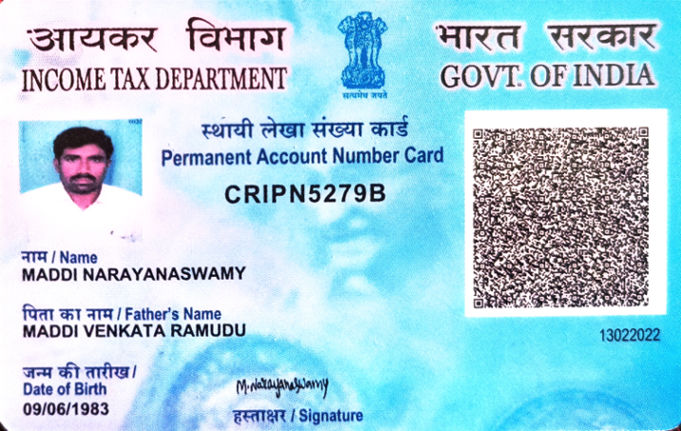 आयकर विभाग
INCOME TAX DEPARTMENT
सत्यमेव जयते
भारत सरकार
GOVT. OF INDIA
स्थायी लेखा संख्या कार्ड
Permanent Account Number Card
CRIPN5279B
नाम / Name
MADDI NARAYANASWAMY
पिता का नाम / Father's Name
MADDI VENKATA RAMUDU
13022022
जन्म की तारीख /
Date of Birth
09/06/1983
M.Narayanaswamy
हस्ताक्षर / Signature